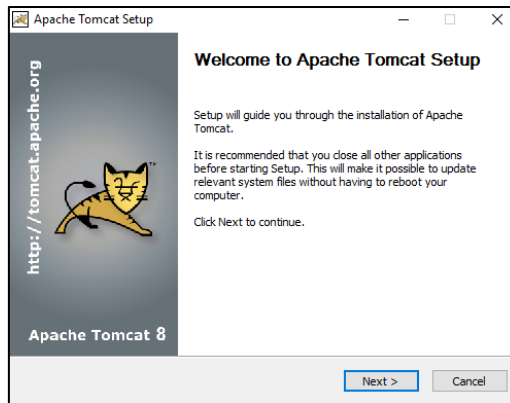 Apache Tomcat Setup
http://tomcat.apache.org
Apache Tomcat 8
Welcome to Apache Tomcat Setup
Setup will guide you through the installation of Apache
Tomcat.
It is recommended that you close all other applications
before starting Setup. This will make it possible to update
relevant system files without having to reboot your
computer.
Click Next to continue.
Next >
Cancel